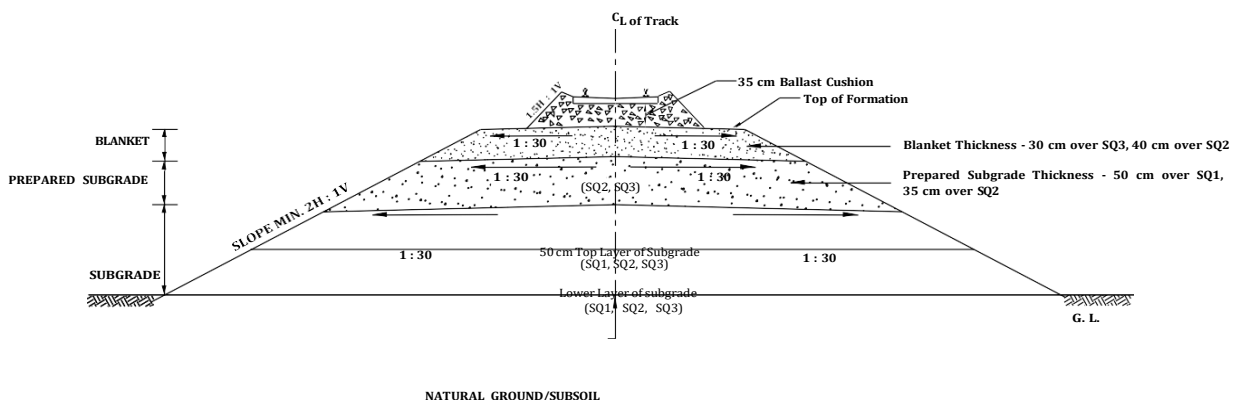 CL of Track
35 cm Ballast Cushion
1.5H : 1V
Top of Formation
BLANKET
1 : 30
1 : 30
Blanket Thickness - 30 cm over SQ3, 40 cm over SQ2
PREPARED SUBGRADE
1 : 30
1 : 30
(SQ2, SQ3)
Prepared Subgrade Thickness - 50 cm over SQ1,
35 cm over SQ2
SLOPE MIN. 2H : 1V
1 : 30
50 cm Top Layer of Subgrade
1 : 30
(SQ1, SQ2, SQ3)
SUBGRADE
Lower Layer of subgrade
(SQ1, SQ2, SQ3)
G. L.
NATURAL GROUND/SUBSOIL